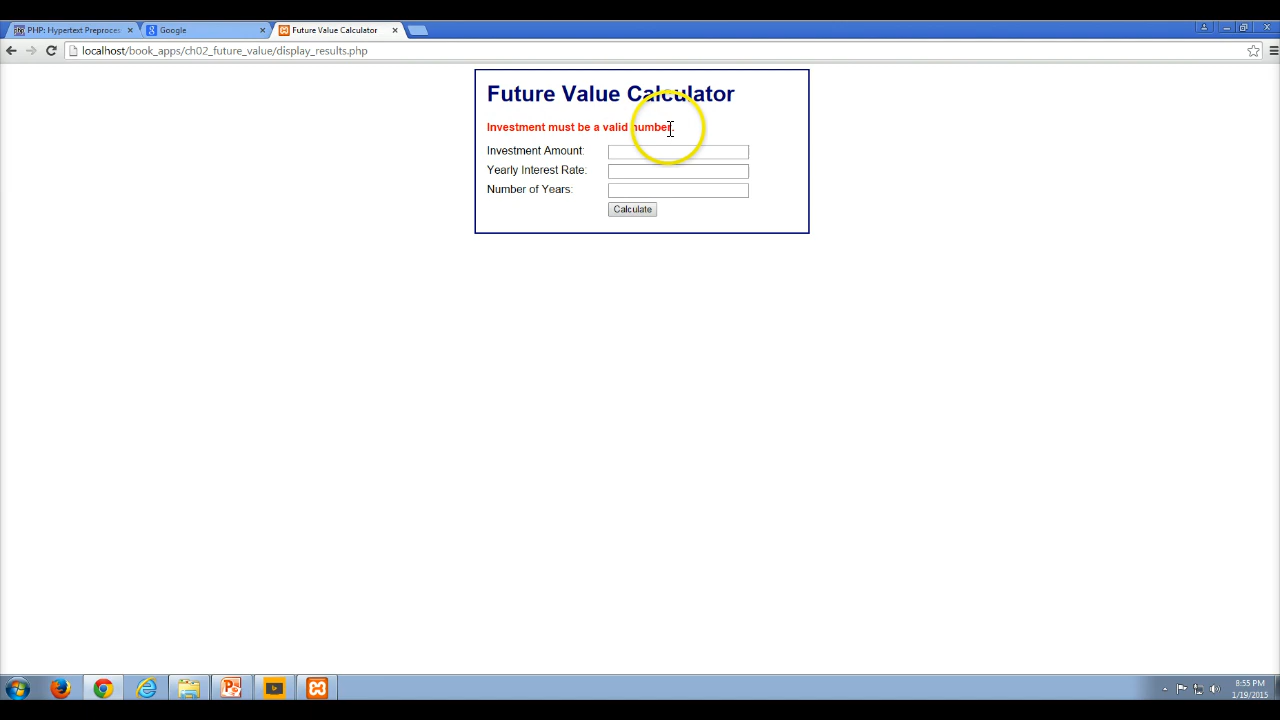 PHP: Hypertext Preproces
Google
Future Value Calculator
localhost/book_apps/ch02_future_value/display_results.php
Future Value Calculator
Investment must be a valid number.
Investment Amount:
Yearly Interest Rate:
Number of Years:
Calculate
8:55 PM
1/19/2015